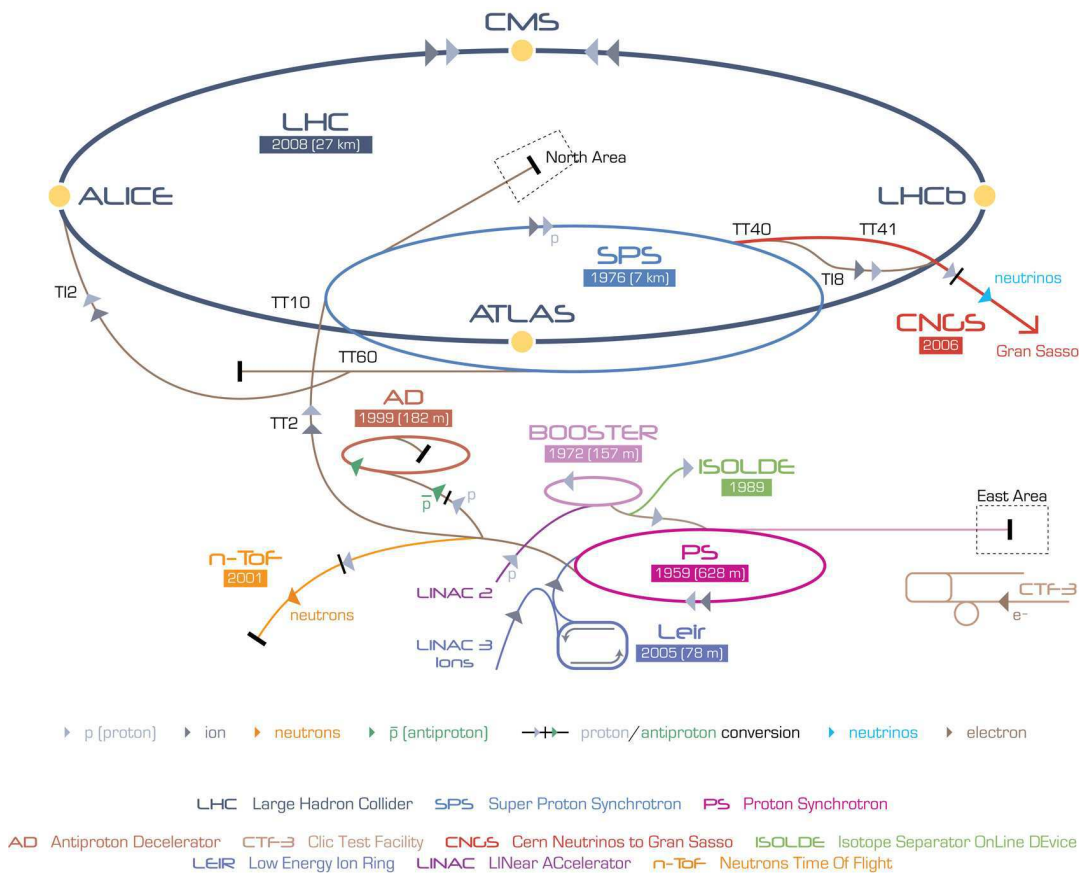 CMS
LHC
2008 (27 km)
North Area
ALICE
LHCb
p
TT40
TT41
SPS
1976 (7 km)
TI8
neutrinos
TI2
TT10
ATLAS
CNGS
2006
Gran Sasso
TT60
AD
1999 (182 m)
TT2
BOOSTER
1972 (157 m)
ISOLDE
1989
East Area
p̅
p
n-ToF
2001
PS
1959 (628 m)
p
LINAC 2
neutrons
CTF-3
e-
LINAC 3
Ions
Leir
2005 (78 m)
p (proton)
ion
neutrons
p̅ (antiproton)
proton/antiproton conversion
neutrinos
electron
LHC Large Hadron Collider SPS Super Proton Synchrotron PS Proton Synchrotron
AD Antiproton Decelerator CTF-3 Clic Test Facility CNGS Cern Neutrinos to Gran Sasso ISOLDE Isotope Separator OnLine DEvice
LEIR Low Energy Ion Ring LINAC LINear ACcelerator n-ToF Neutrons Time Of Flight